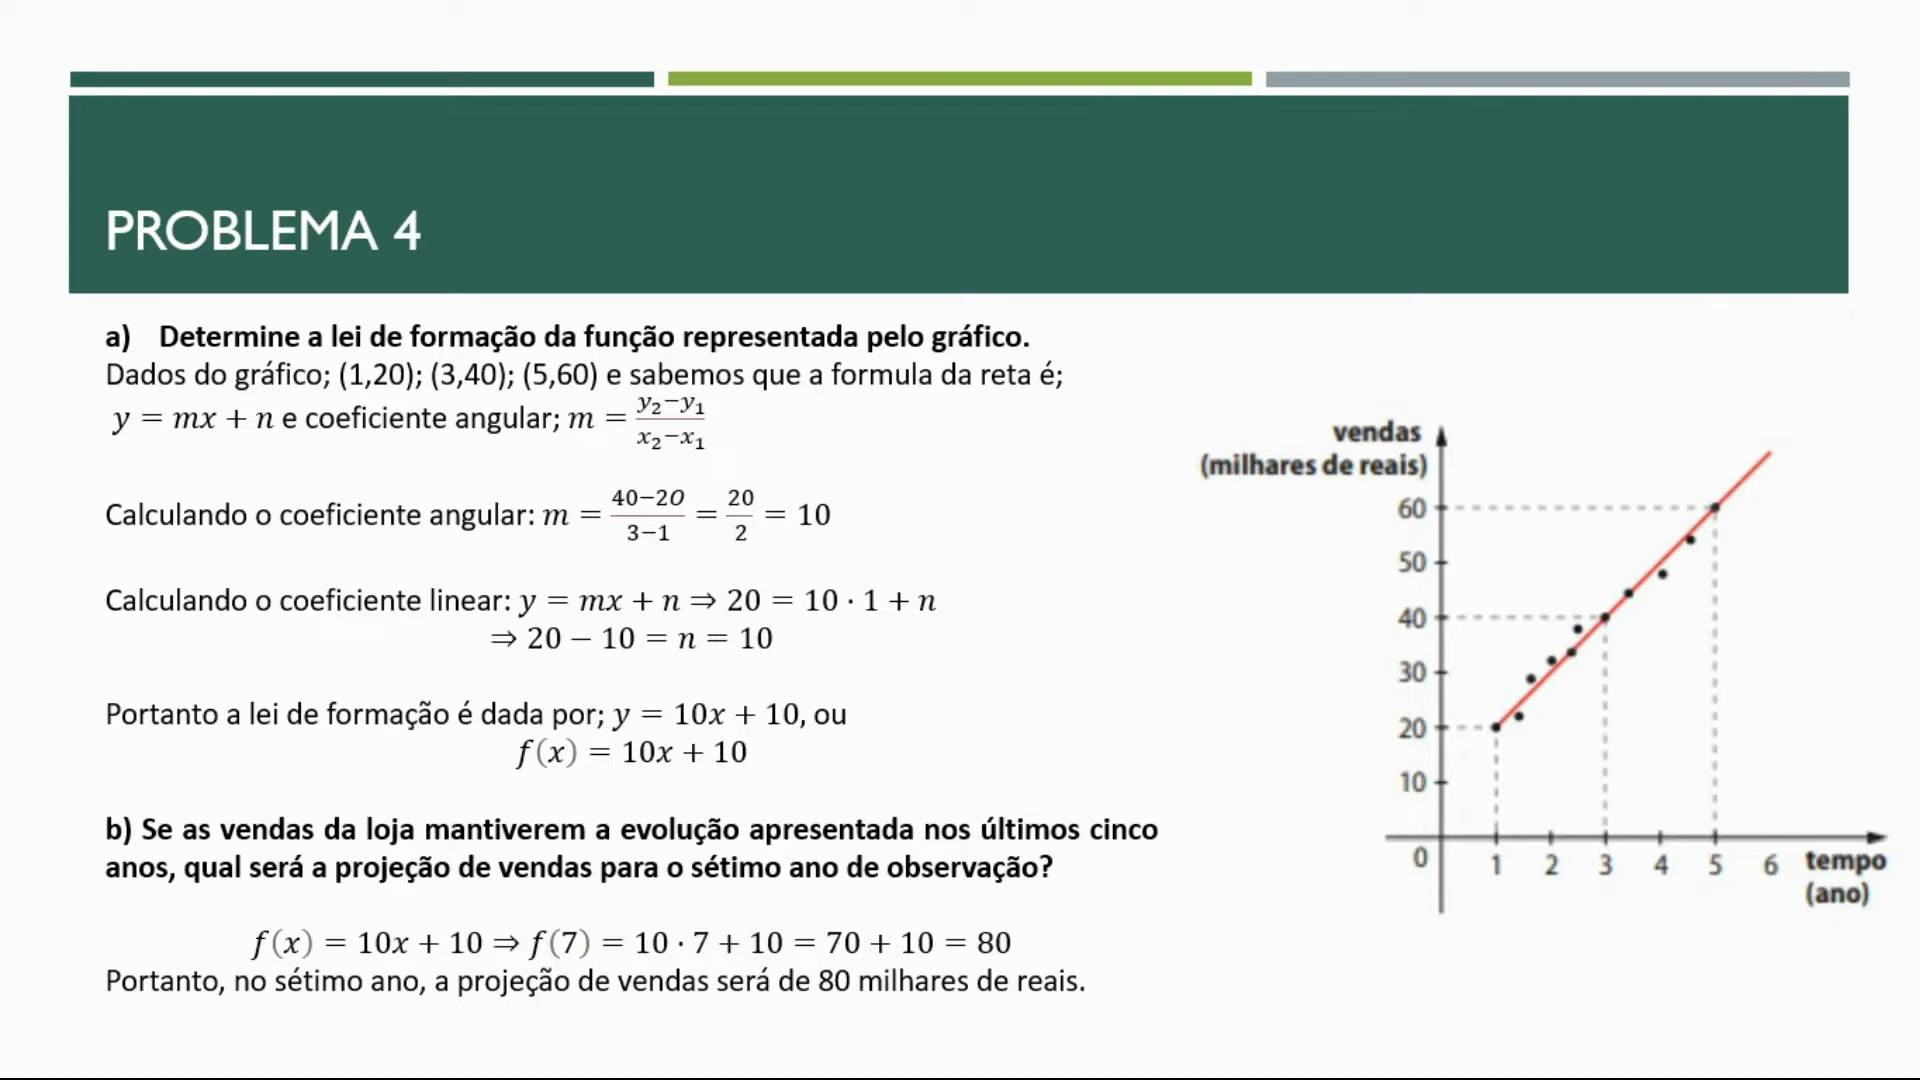 PROBLEMA 4
a) Determine a lei de formação da função representada pelo gráfico.
Dados do gráfico; (1,20); (3,40); (5,60) e sabemos que a formula da reta é;
y = mx + n e coeficiente angular; m = (y₂−y₁)/(x₂−x₁)
Calculando o coeficiente angular: m = (40−20)/(3−1) = 20/2 = 10
Calculando o coeficiente linear: y = mx + n ⇒ 20 = 10 · 1 + n
⇒ 20 − 10 = n = 10
Portanto a lei de formação é dada por; y = 10x + 10, ou
f(x) = 10x + 10
b) Se as vendas da loja mantiverem a evolução apresentada nos últimos cinco
anos, qual será a projeção de vendas para o sétimo ano de observação?
f(x) = 10x + 10 ⇒ f(7) = 10 · 7 + 10 = 70 + 10 = 80
Portanto, no sétimo ano, a projeção de vendas será de 80 milhares de reais.
vendas
(milhares de reais)
60
50
40
30
20
10
0 1 2 3 4 5 6 tempo
(ano)